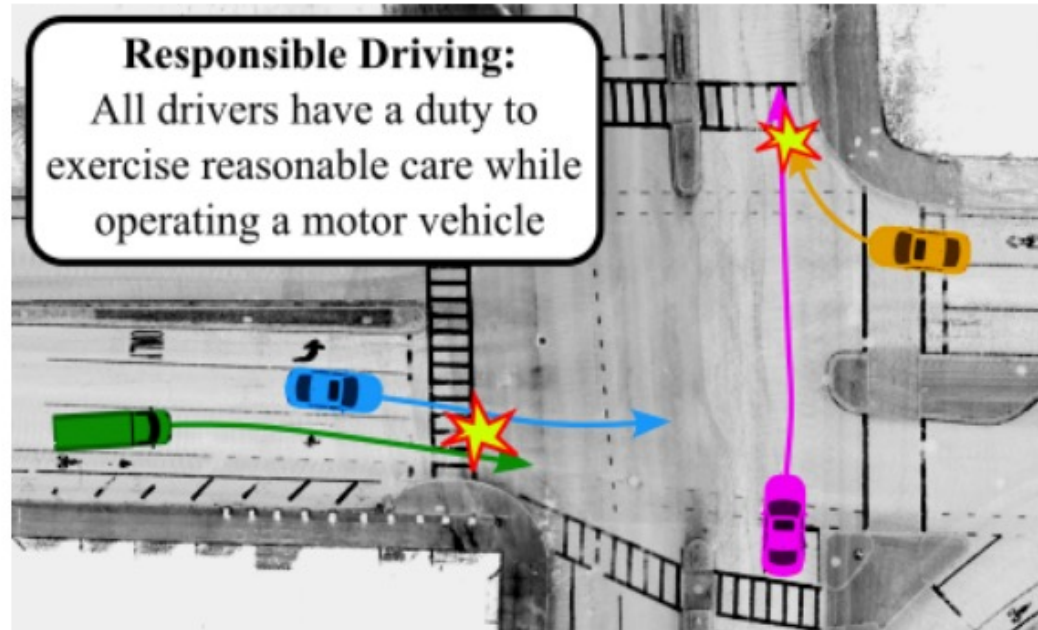 Responsible Driving:
All drivers have a duty to
exercise reasonable care while
operating a motor vehicle